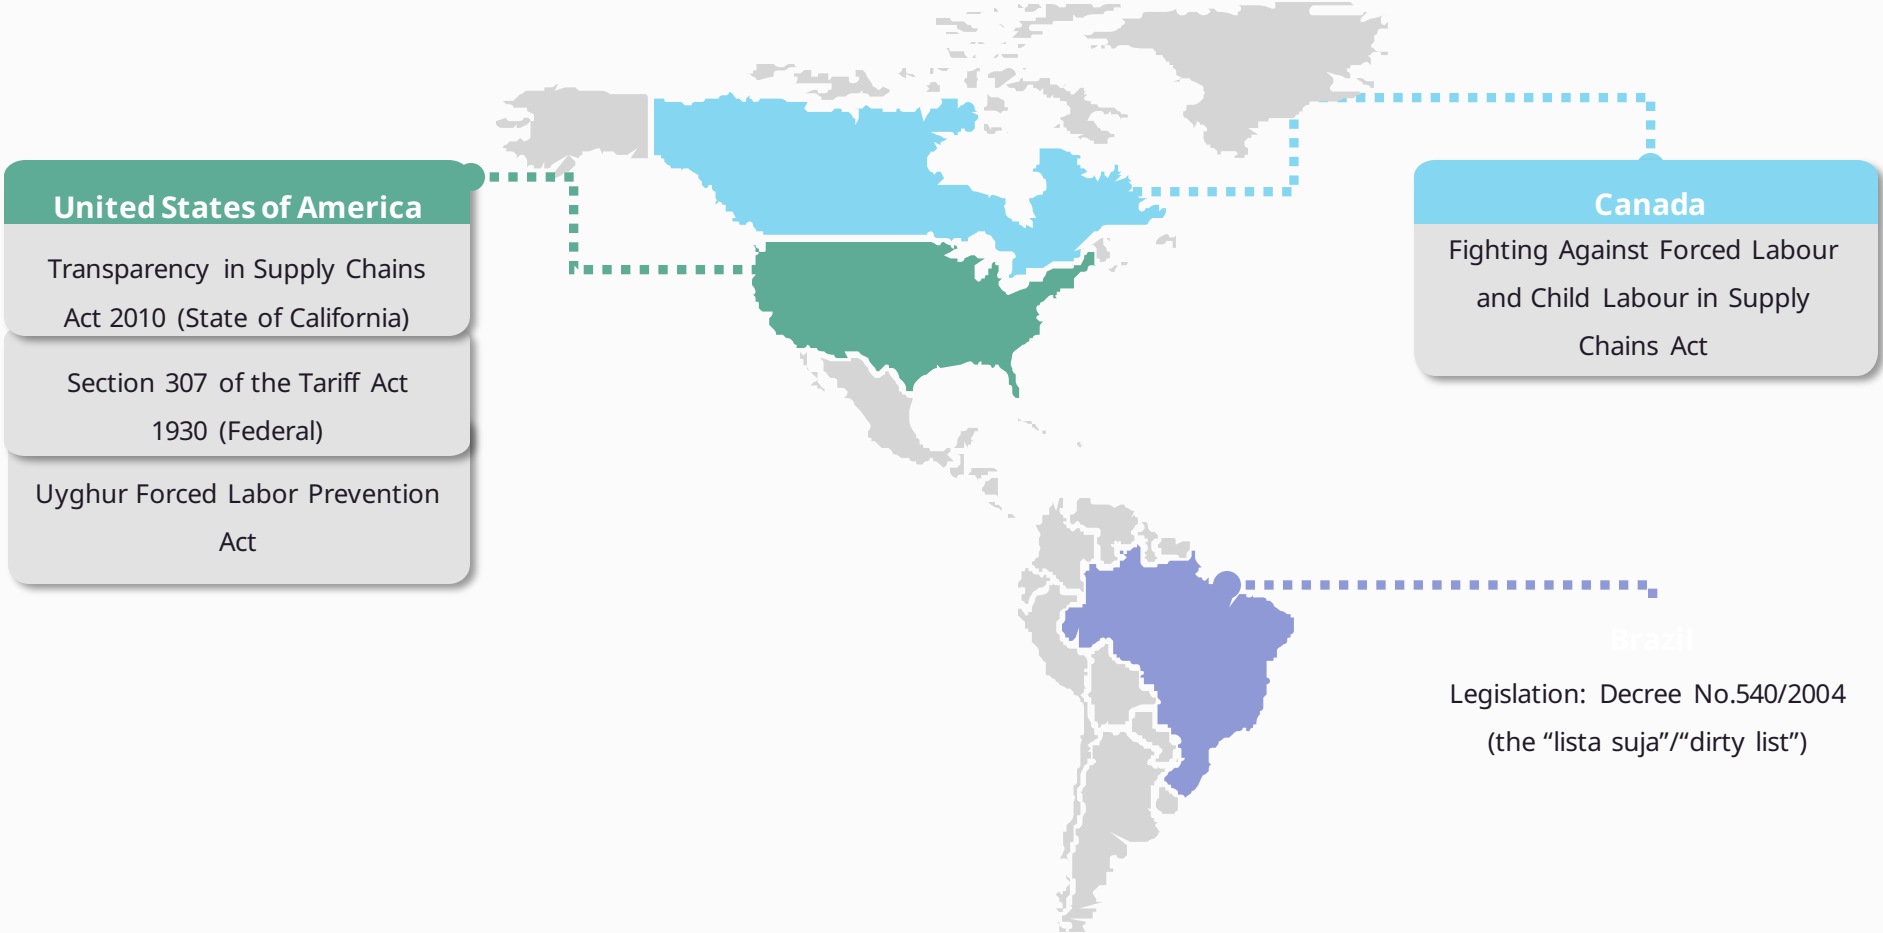 United States of America
Transparency in Supply Chains
Act 2010 (State of California)
Section 307 of the Tariff Act
1930 (Federal)
Uyghur Forced Labor Prevention
Act
Canada
Fighting Against Forced Labour
and Child Labour in Supply
Chains Act
Brazil
Legislation: Decree No.540/2004
(the “lista suja”/“dirty list”)